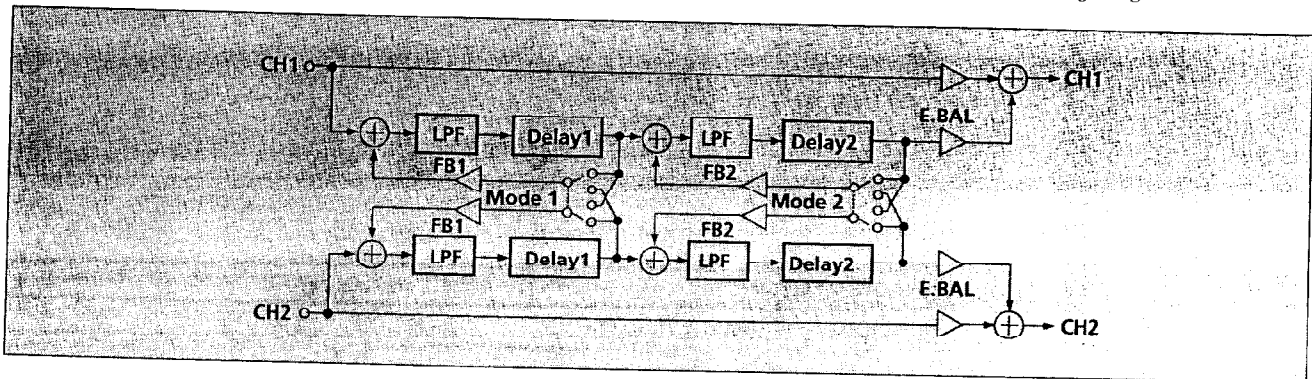 CH1
CH1
E.BAL
LPF
Delay1
LPF
Delay2
FB1
FB2
Mode 1
Mode 2
FB1
FB2
LPF
Delay1
LPF
Delay2
E.BAL
CH2
CH2